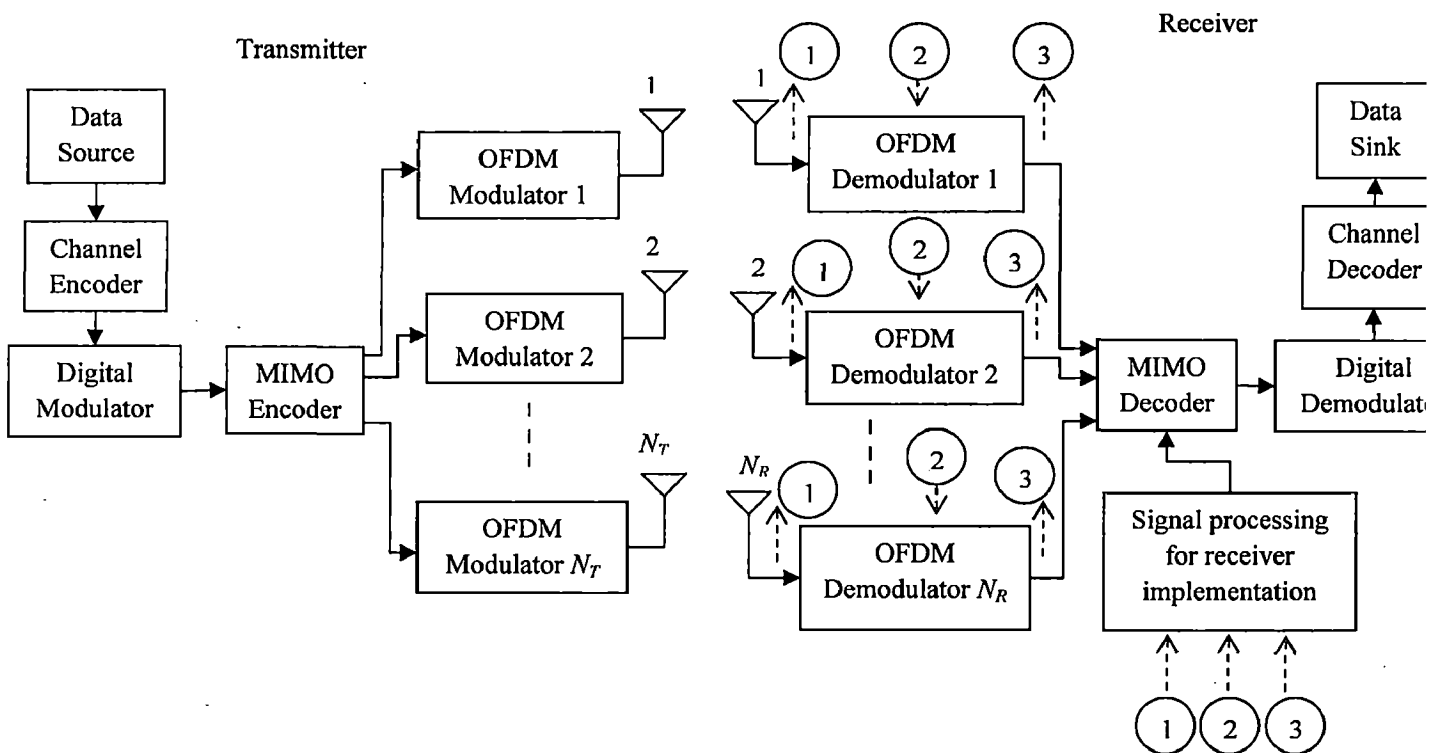 Transmitter
Receiver
Data
Source
Channel
Encoder
Digital
Modulator
MIMO
Encoder
1
OFDM
Modulator 1
2
OFDM
Modulator 2
N_T
OFDM
Modulator N_T
1
1
2
3
OFDM
Demodulator 1
2
1
2
3
OFDM
Demodulator 2
N_R
1
2
3
OFDM
Demodulator N_R
MIMO
Decoder
Data
Sink
Channel
Decoder
Digital
Demodulato
Signal processing
for receiver
implementation
1
2
3